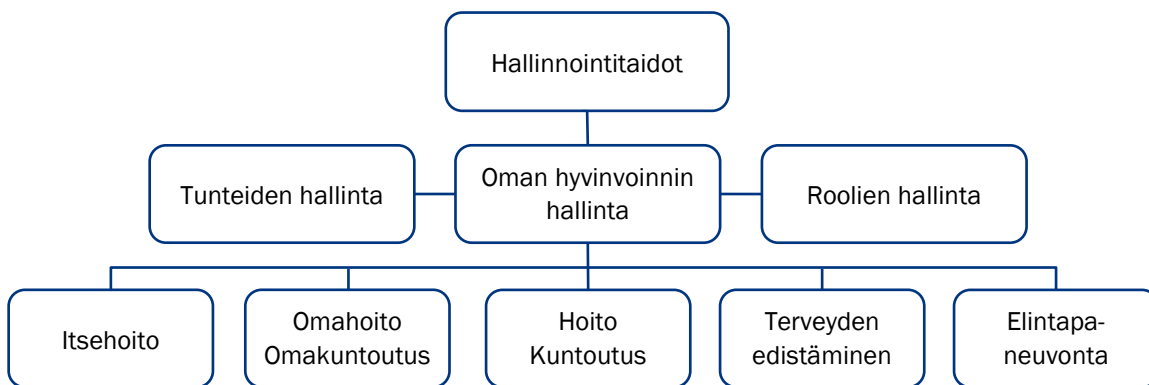 Hallinnointitaidot
Tunteiden hallinta
Oman hyvinvoinnin
hallinta
Roolien hallinta
Itsehoito
Omahoito
Omakuntoutus
Hoito
Kuntoutus
Terveyden
edistäminen
Elintapa-
neuvonta